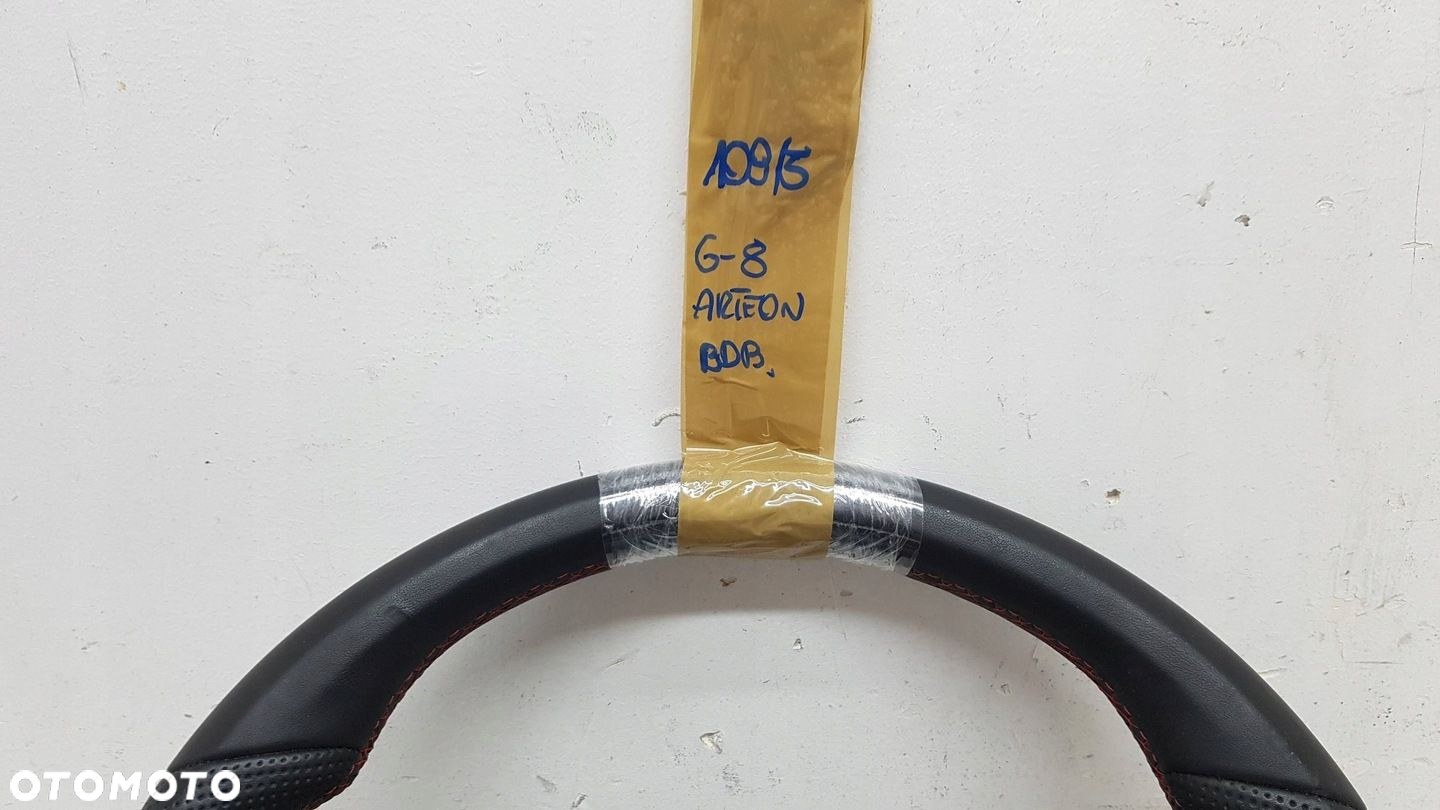 109/5
G-8
ARTEON
BDB.
OTOMOTO